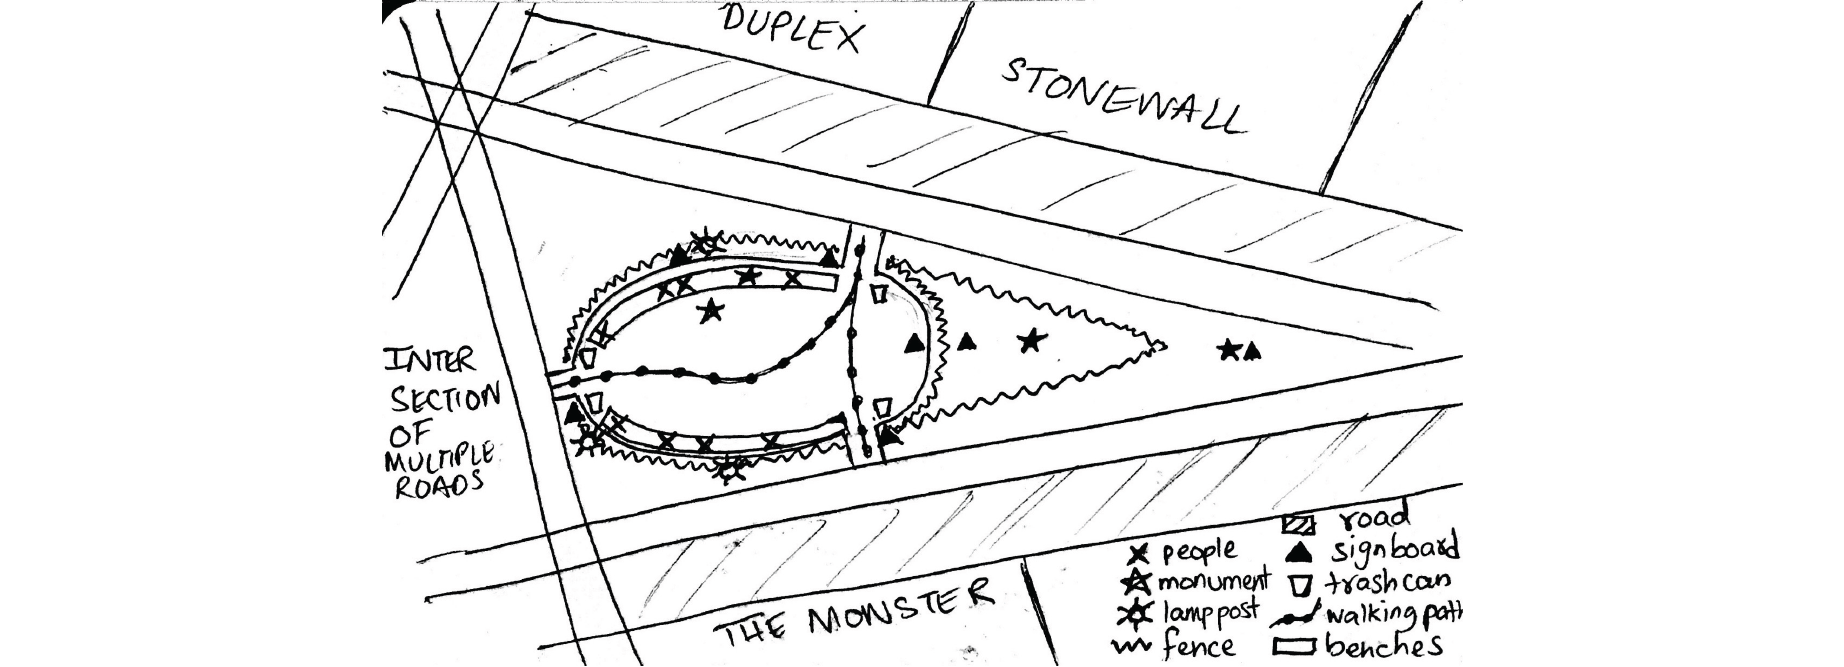 DUPLEX
STONEWALL
INTER
SECTION
OF
MULTIPLE
ROADS
THE MONSTER
road
people
signboard
monument
trash can
lamp post
walking path
fence
benches